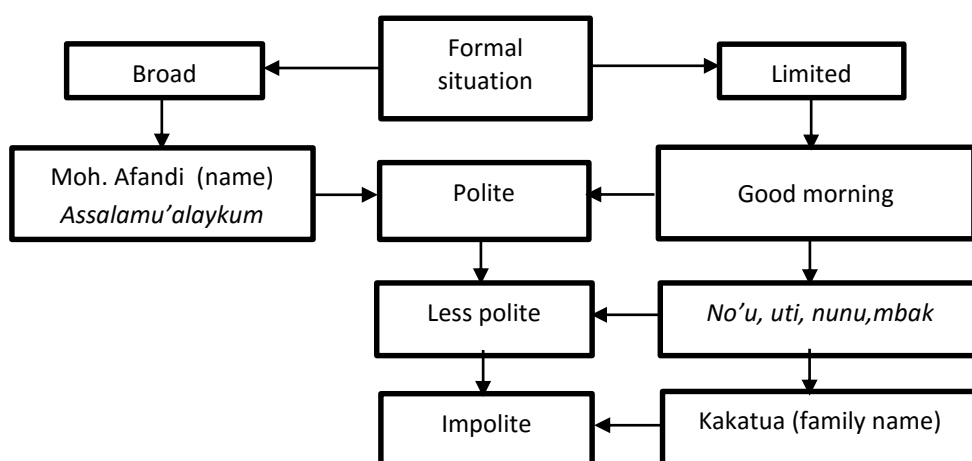 Formal
situation
Broad
Limited
Moh. Afandi (name)
Assalamu’alaykum
Polite
Good morning
Less polite
No’u, uti, nunu,mbak
Impolite
Kakatua (family name)